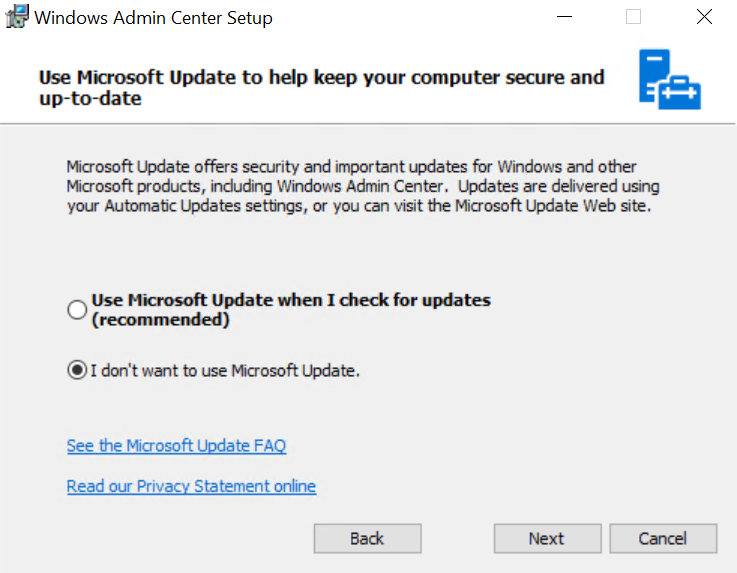 Windows Admin Center Setup
Use Microsoft Update to help keep your computer secure and
up-to-date
Microsoft Update offers security and important updates for Windows and other
Microsoft products, including Windows Admin Center.  Updates are delivered using
your Automatic Updates settings, or you can visit the Microsoft Update Web site.
Use Microsoft Update when I check for updates
(recommended)
I don't want to use Microsoft Update.
See the Microsoft Update FAQ
Read our Privacy Statement online
Back
Next
Cancel